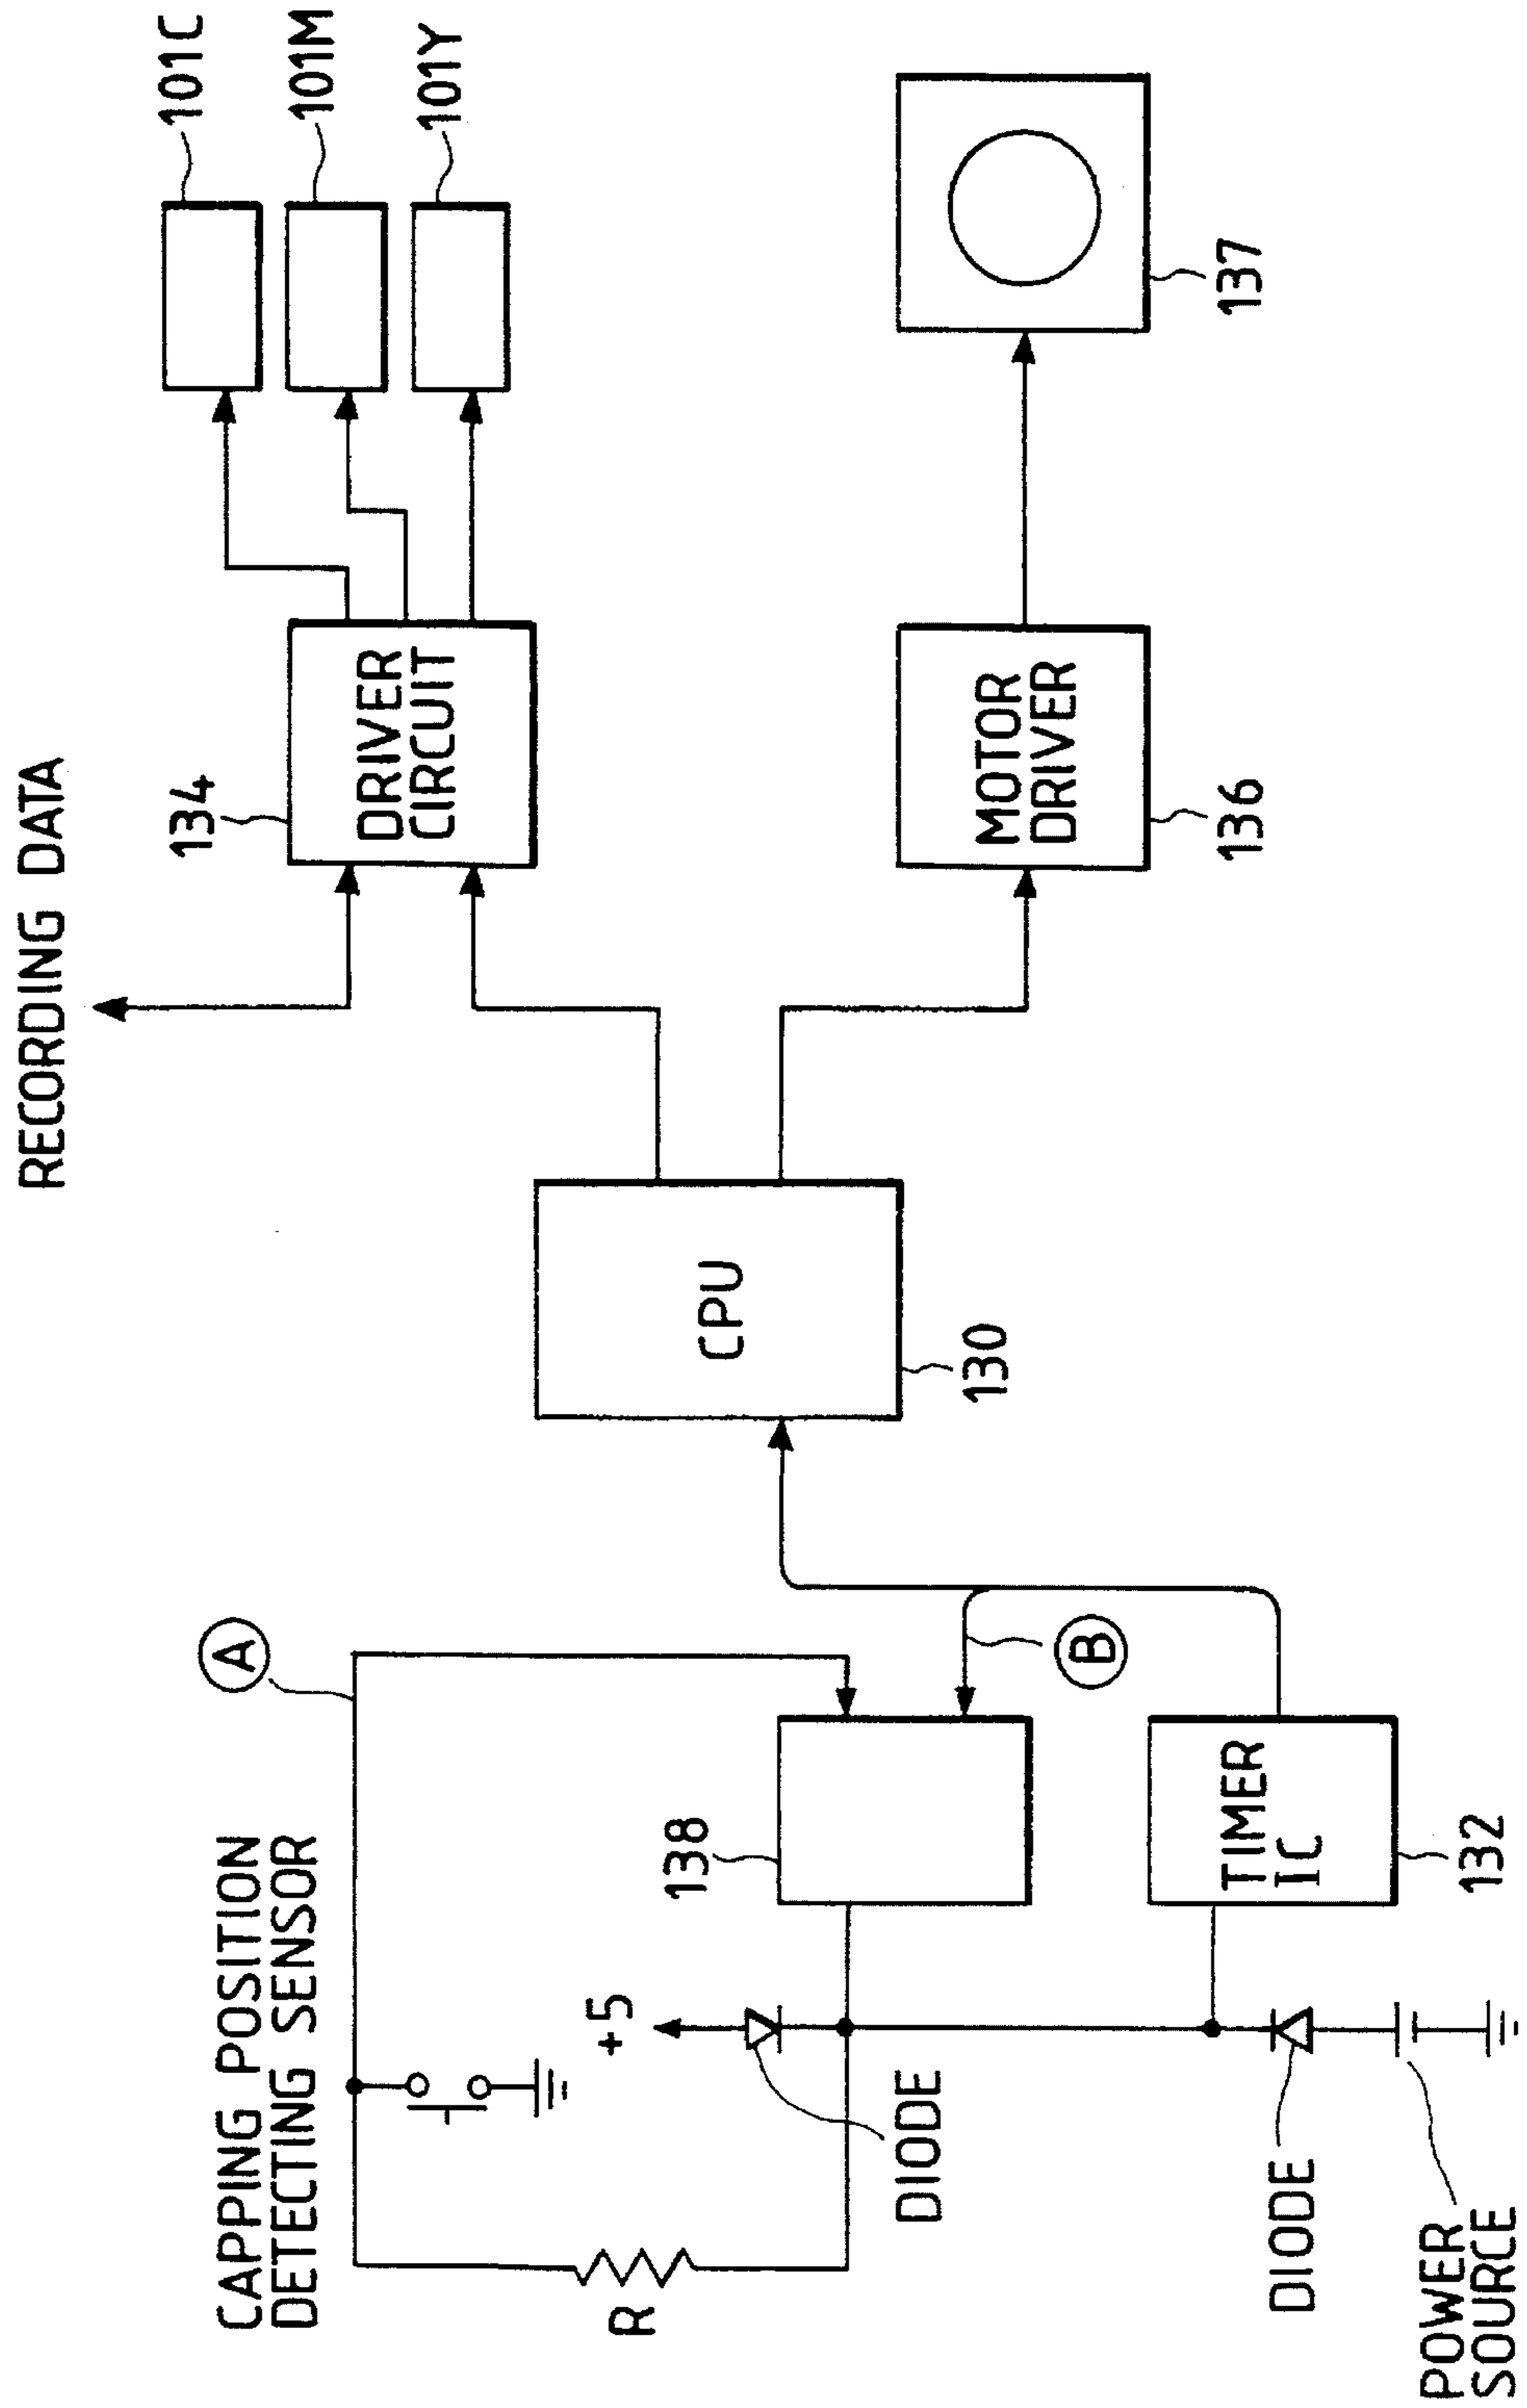 RECORDING DATA
101C
101M
101Y
134
DRIVER
CIRCUIT
CPU
130
MOTOR
DRIVER
136
137
CAPPING POSITION
DETECTING SENSOR
A
+5
138
B
R
DIODE
TIMER
IC
132
DIODE
POWER
SOURCE